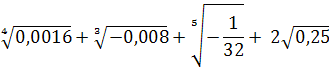 ⁴√0,0016 + ³√−0,008 + ⁵√−1/32 + 2√0,25